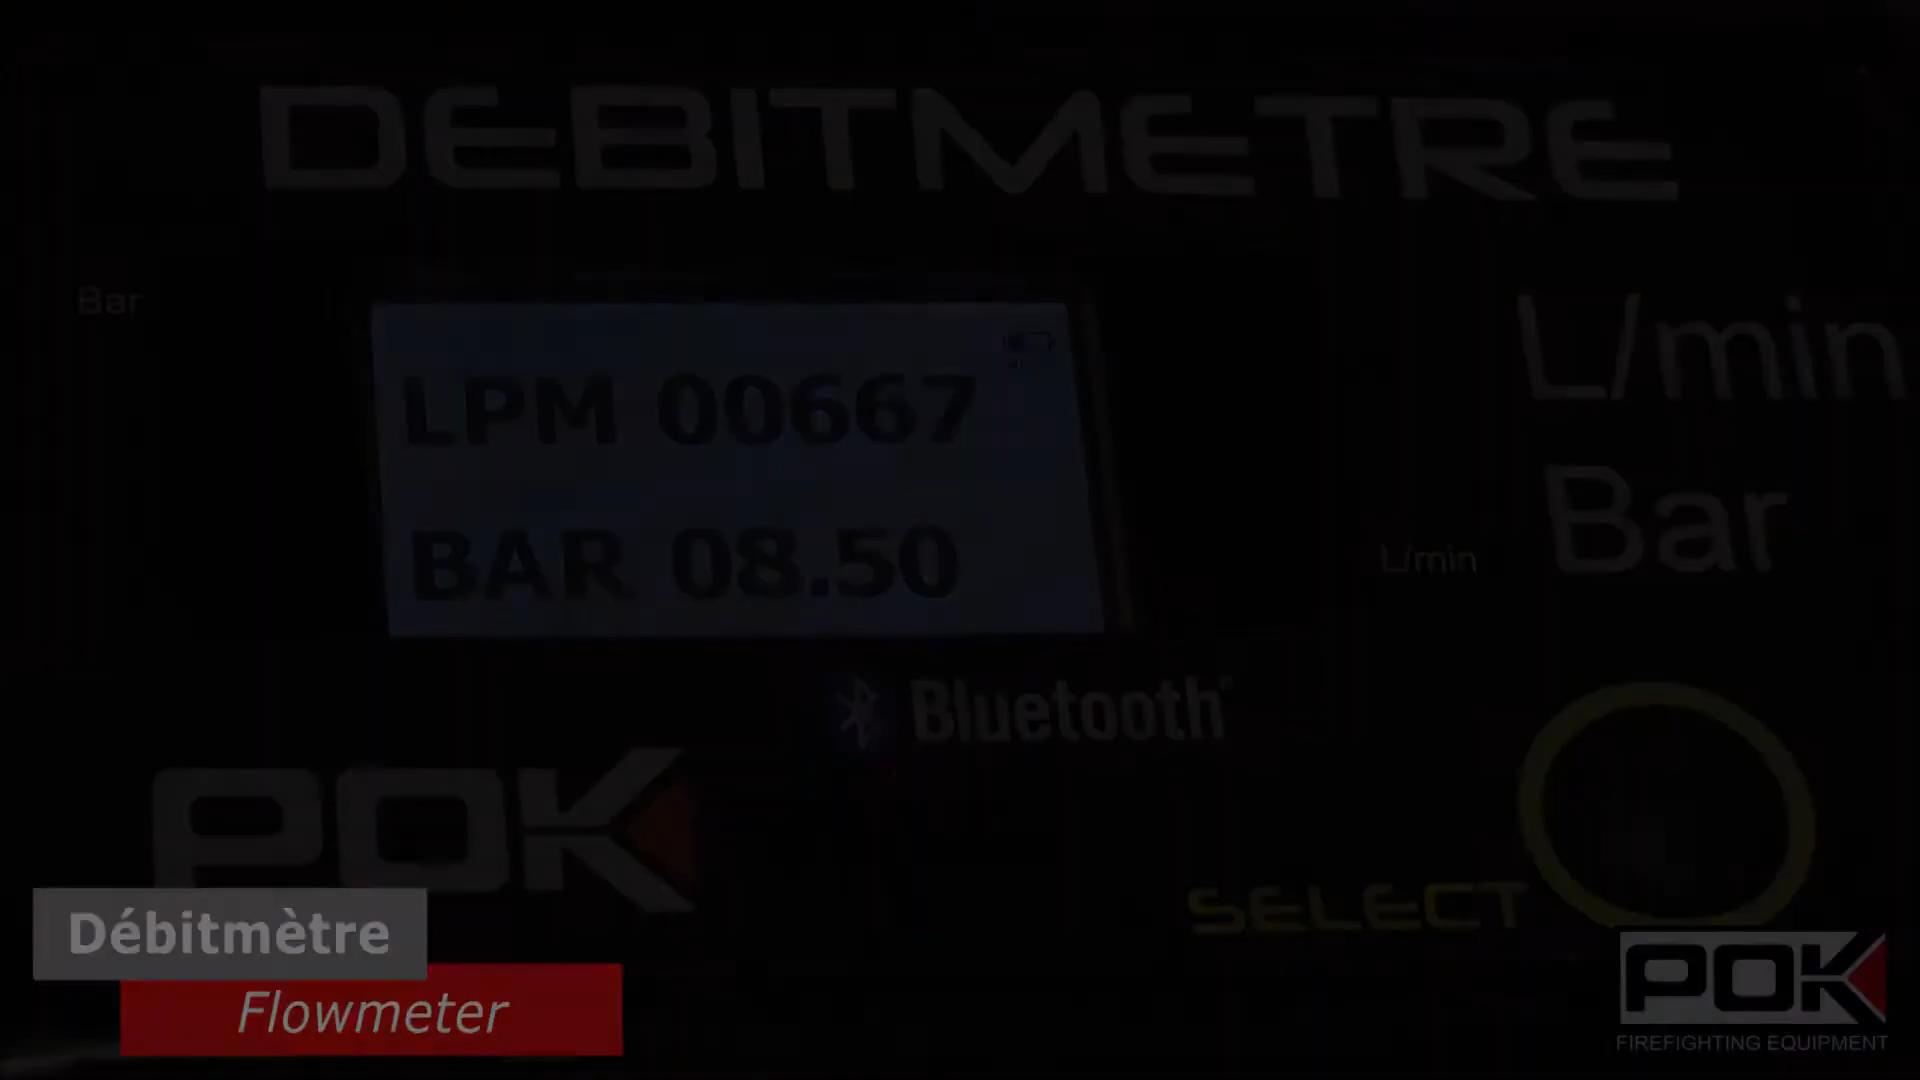 DEBITMETRE
Bar
L/min
LPM 00667
Bar
BAR 08.50
L/min
Bluetooth
POK
SELECT
Débitmètre
Flowmeter
POK
FIREFIGHTING EQUIPMENT